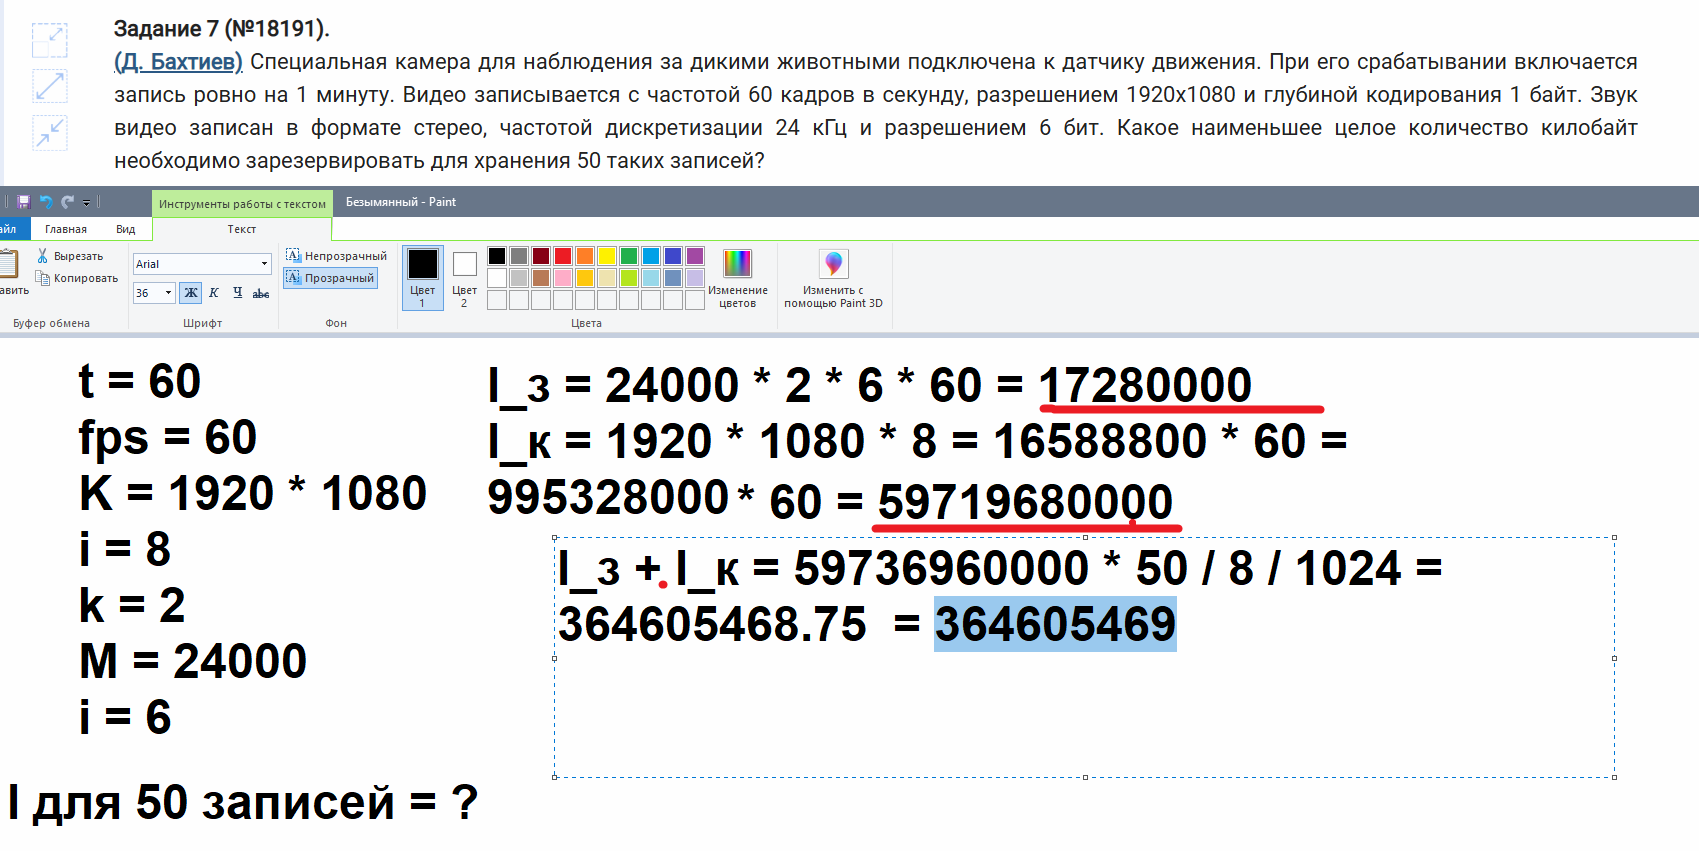 Задание 7 (№18191).
(Д. Бахтиев) Специальная камера для наблюдения за дикими животными подключена к датчику движения. При его срабатывании включается
запись ровно на 1 минуту. Видео записывается с частотой 60 кадров в секунду, разрешением 1920x1080 и глубиной кодирования 1 байт. Звук
видео записан в формате стерео, частотой дискретизации 24 кГц и разрешением 6 бит. Какое наименьшее целое количество килобайт
необходимо зарезервировать для хранения 50 таких записей?
Инструменты работы с текстом
Безымянный - Paint
айл
Главная
Вид
Текст
авить
Вырезать
Копировать
Буфер обмена
Arial
36
Ж К Ч abc
Шрифт
Непрозрачный
Прозрачный
Фон
Цвет
1
Цвет
2
Изменение
цветов
Цвета
Изменить с
помощью Paint 3D
t = 60
fps = 60
K = 1920 * 1080
i = 8
k = 2
M = 24000
i = 6
I для 50 записей = ?
I_з = 24000 * 2 * 6 * 60 = 17280000
I_к = 1920 * 1080 * 8 = 16588800 * 60 =
995328000 * 60 = 59719680000
I_з + I_к = 59736960000 * 50 / 8 / 1024 =
364605468.75 = 364605469